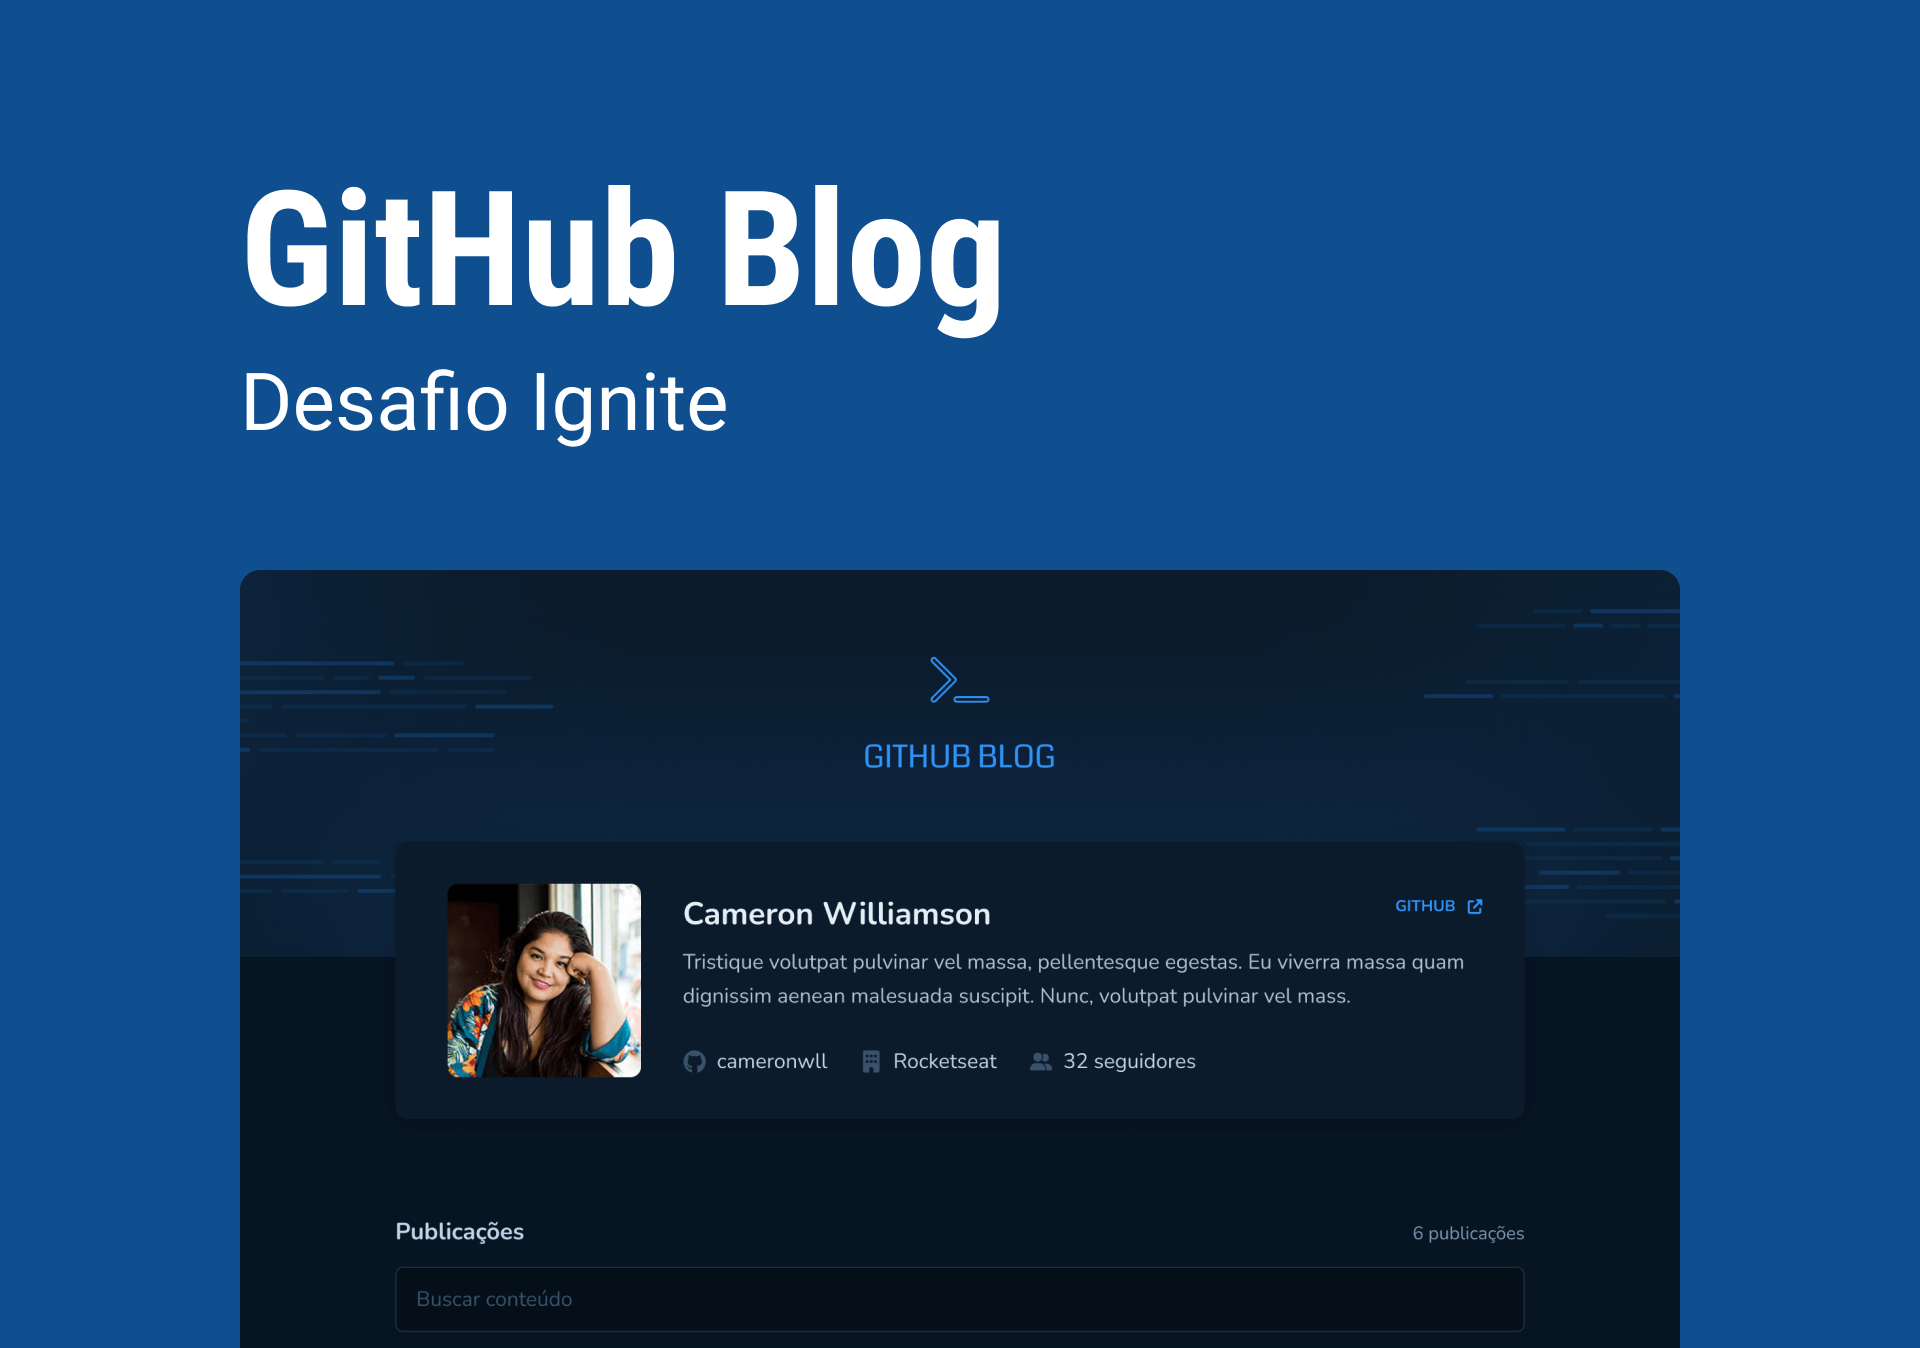 GitHub Blog
Desafio Ignite
GITHUB BLOG
Cameron Williamson
GITHUB
Tristique volutpat pulvinar vel massa, pellentesque egestas. Eu viverra massa quam
dignissim aenean malesuada suscipit. Nunc, volutpat pulvinar vel mass.
cameronwll Rocketseat 32 seguidores
Publicações
6 publicações
Buscar conteúdo